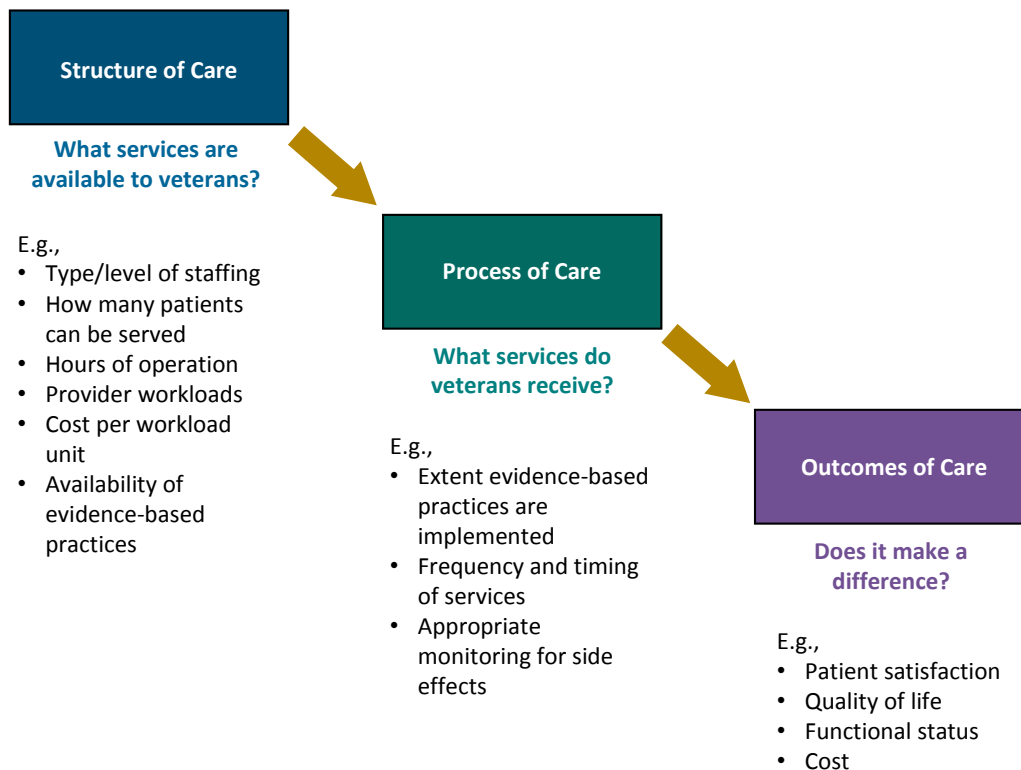 Structure of Care
What services are
available to veterans?
E.g.,
• Type/level of staffing
• How many patients
can be served
• Hours of operation
• Provider workloads
• Cost per workload
unit
• Availability of
evidence-based
practices
Process of Care
What services do
veterans receive?
E.g.,
• Extent evidence-based
practices are
implemented
• Frequency and timing
of services
• Appropriate
monitoring for side
effects
Outcomes of Care
Does it make a
difference?
E.g.,
• Patient satisfaction
• Quality of life
• Functional status
• Cost